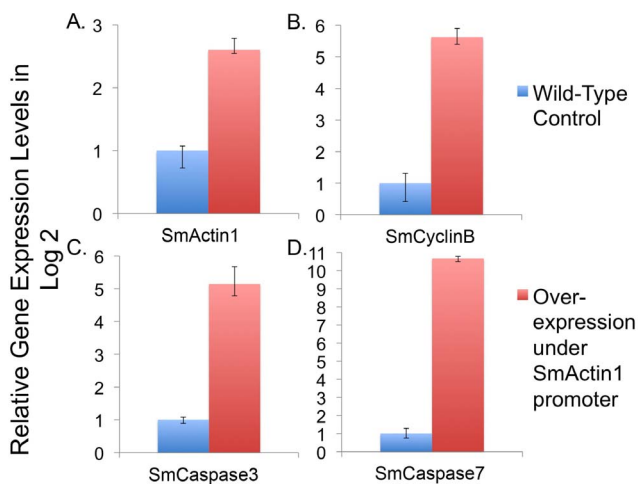 Relative Gene Expression Levels in
Log 2
A.
3
2
1
0
SmActin1
B.
6
5
4
3
2
1
0
SmCyclinB
C.
6
5
4
3
2
1
0
SmCaspase3
D.
11
10
9
8
7
6
5
4
3
2
1
0
SmCaspase7
Wild-Type
Control
Over-
expression
under
SmActin1
promoter